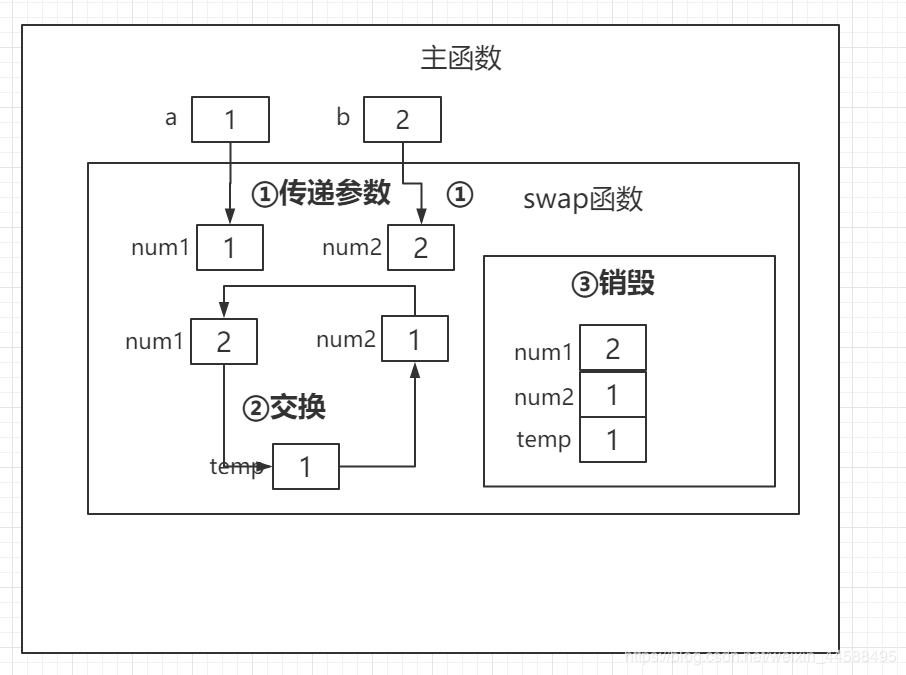 主函数
a
1
b
2
①传递参数
①
swap函数
num1
1
num2
2
③销毁
num1
2
num2
1
②交换
temp
1
num1
2
num2
1
temp
1
https://blog.csdn.net/weixin_44588495